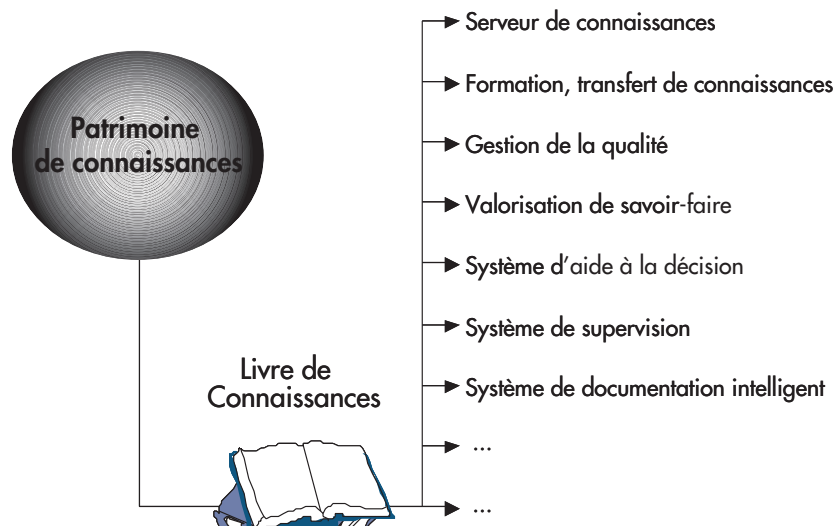 Patrimoine
de connaissances
Livre de
Connaissances
Serveur de connaissances
Formation, transfert de connaissances
Gestion de la qualité
Valorisation de savoir-faire
Système d'aide à la décision
Système de supervision
Système de documentation intelligent
...
...